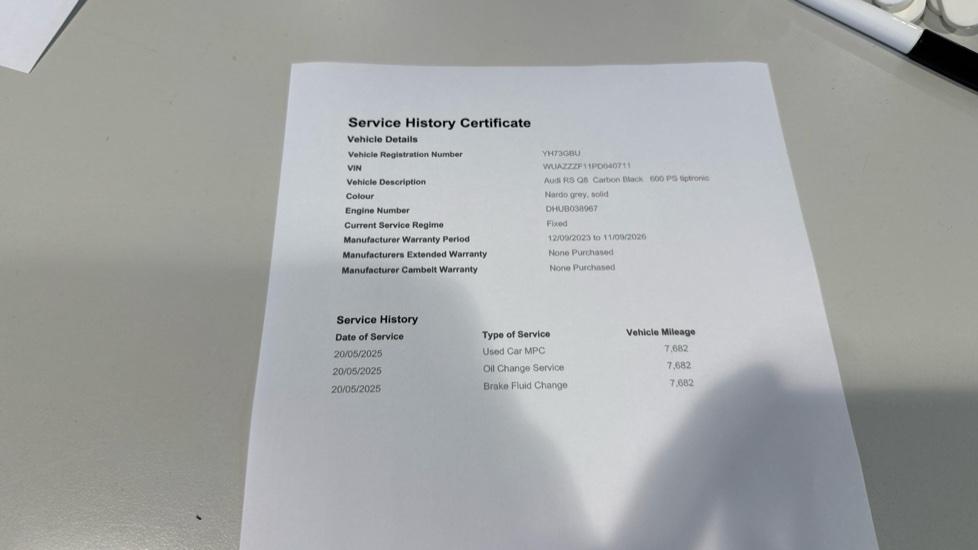 Service History Certificate
Vehicle Details
Vehicle Registration Number YH73GBU
VIN WUAZZZF11PD040711
Vehicle Description Audi RS Q8 Carbon Black 600 PS tiptronic
Colour Nardo grey, solid
Engine Number DHUB038967
Current Service Regime Fixed
Manufacturer Warranty Period 12/09/2023 to 11/09/2026
Manufacturers Extended Warranty None Purchased
Manufacturer Cambelt Warranty None Purchased
Service History
Date of Service Type of Service Vehicle Mileage
20/05/2025 Used Car MPC 7,682
20/05/2025 Oil Change Service 7,682
20/05/2025 Brake Fluid Change 7,682